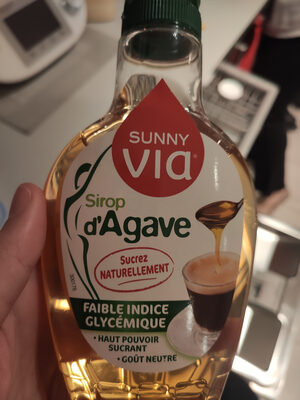 SUNNY
via
Sirop
d'Agave
Sucrez
NATURELLEMENT
FAIBLE INDICE
GLYCÉMIQUE
• HAUT POUVOIR
SUCRANT
• GOÛT NEUTRE